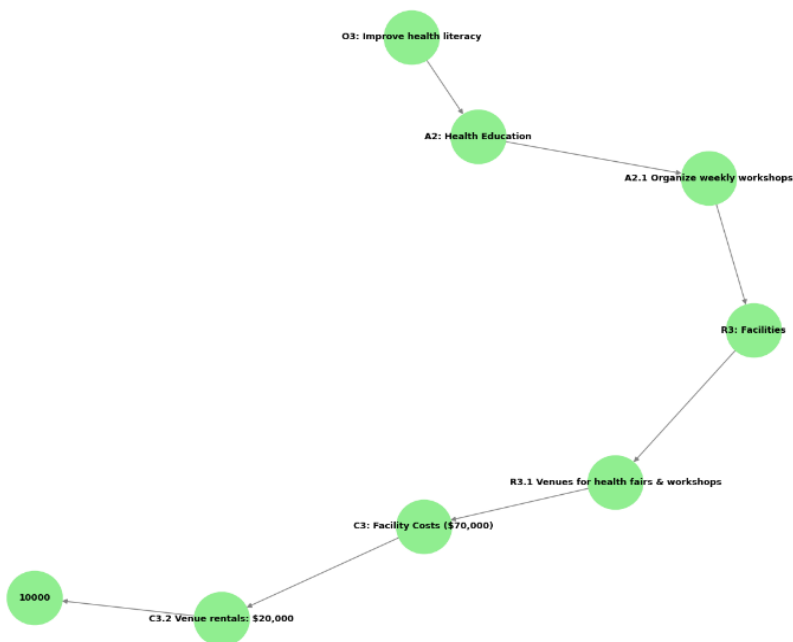 O3: Improve health literacy
A2: Health Education
A2.1 Organize weekly workshops
R3: Facilities
R3.1 Venues for health fairs & workshops
C3: Facility Costs ($70,000)
10000
C3.2 Venue rentals: $20,000